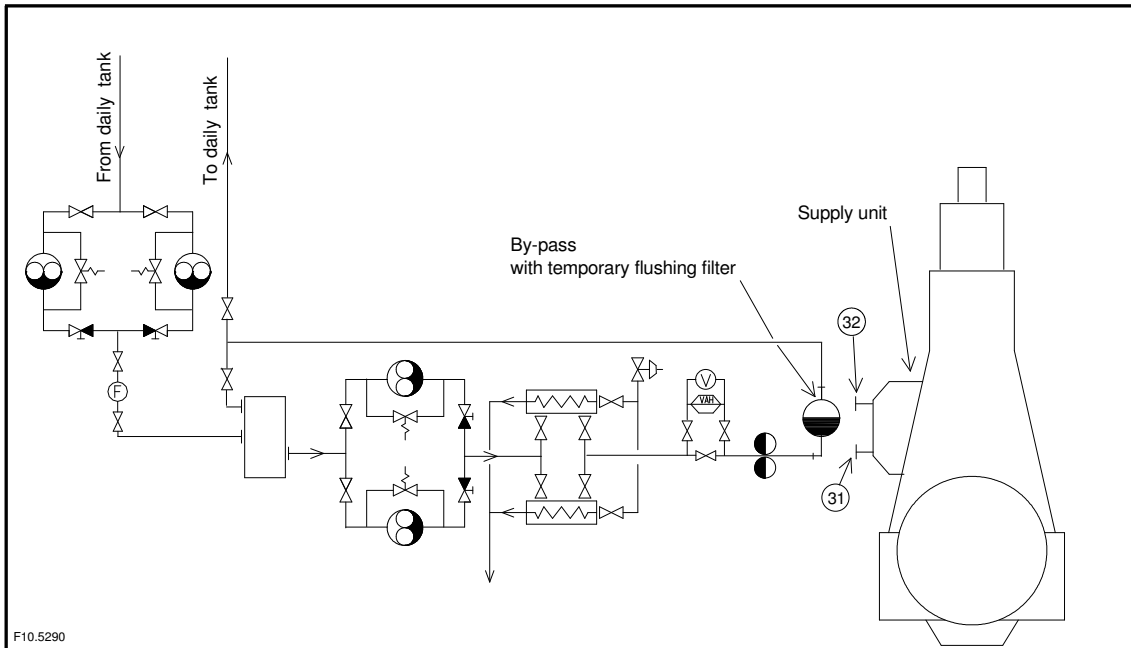 From daily tank
To daily tank
Supply unit
By-pass
with temporary flushing filter
32
F
V
VAH
31
F10.5290